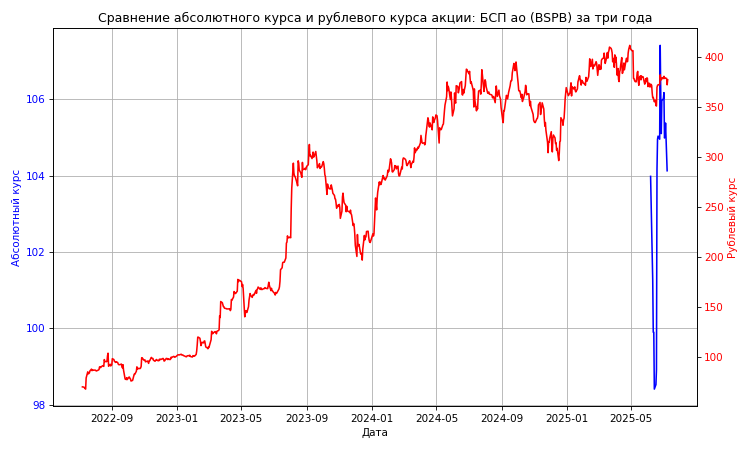 Сравнение абсолютного курса и рублевого курса акции: БСП ао (BSPB) за три года
Абсолютный курс
106
104
102
100
98
400
350
300
250
200
150
100
Рублевый курс
2022-09 2023-01 2023-05 2023-09 2024-01 2024-05 2024-09 2025-01 2025-05
Дата